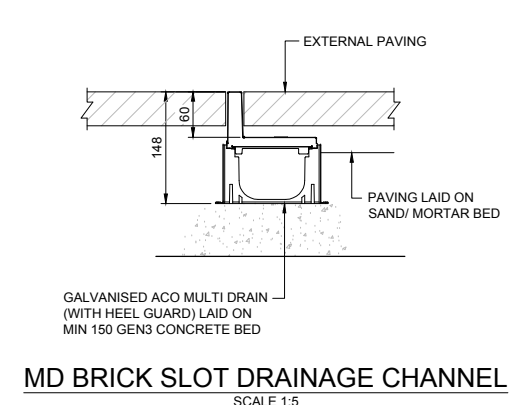 EXTERNAL PAVING
60
148
PAVING LAID ON
SAND/ MORTAR BED
GALVANISED ACO MULTI DRAIN
(WITH HEEL GUARD) LAID ON
MIN 150 GEN3 CONCRETE BED
MD BRICK SLOT DRAINAGE CHANNEL
SCALE 1:5